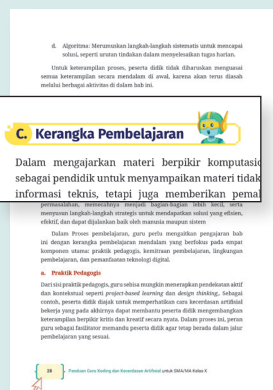 d. Algoritma: Merumuskan langkah-langkah sistematis untuk mencapai
solusi, seperti urutan tindakan dalam menyelesaikan tugas harian.
Untuk keterampilan proses, peserta didik tidak diharuskan menguasai
semua keterampilan secara mendalam di awal, karena akan terus diasah
melalui berbagai aktivitas di dalam bab ini.
C. Kerangka Pembelajaran
Dalam mengajarkan materi berpikir komputasio
sebagai pendidik untuk menyampaikan materi tidak
informasi teknis, tetapi juga memberikan pemah
permasalahan, memecahnya menjadi bagian-bagian lebih kecil, serta
menyusun langkah-langkah strategis untuk mendapatkan solusi yang efisien,
efektif, dan dapat dijalankan baik oleh manusia maupun sistem
Dalam Proses pembelajaran, guru perlu mengaitkan pengajaran bab
ini dengan kerangka pembelajaran mendalam yang berfokus pada empat
komponen utama: praktik pedagogis, kemitraan pembelajaran, lingkungan
pembelajaran, dan pemanfaatan teknologi digital.
a. Praktik Pedagogis
Dari sisi praktik pedagogis, guru sebisa mungkin menerapkan pendekatan aktif
dan kontekstual seperti project-based learning dan design thinking,. Sebagai
contoh, peserta didik diajak untuk memperhatikan cara kecerdasan artifisial
bekerja yang pada akhirnya dapat membantu peserta didik mengembangkan
keterampilan berpikir kritis dan kreatif secara nyata. Dalam proses ini, peran
guru sebagai fasilitator memandu peserta didik agar tetap berada dalam jalur
pembelajaran yang sesuai.
28 Panduan Guru Koding dan Kecerdasan Artifisial untuk SMA/MA Kelas X